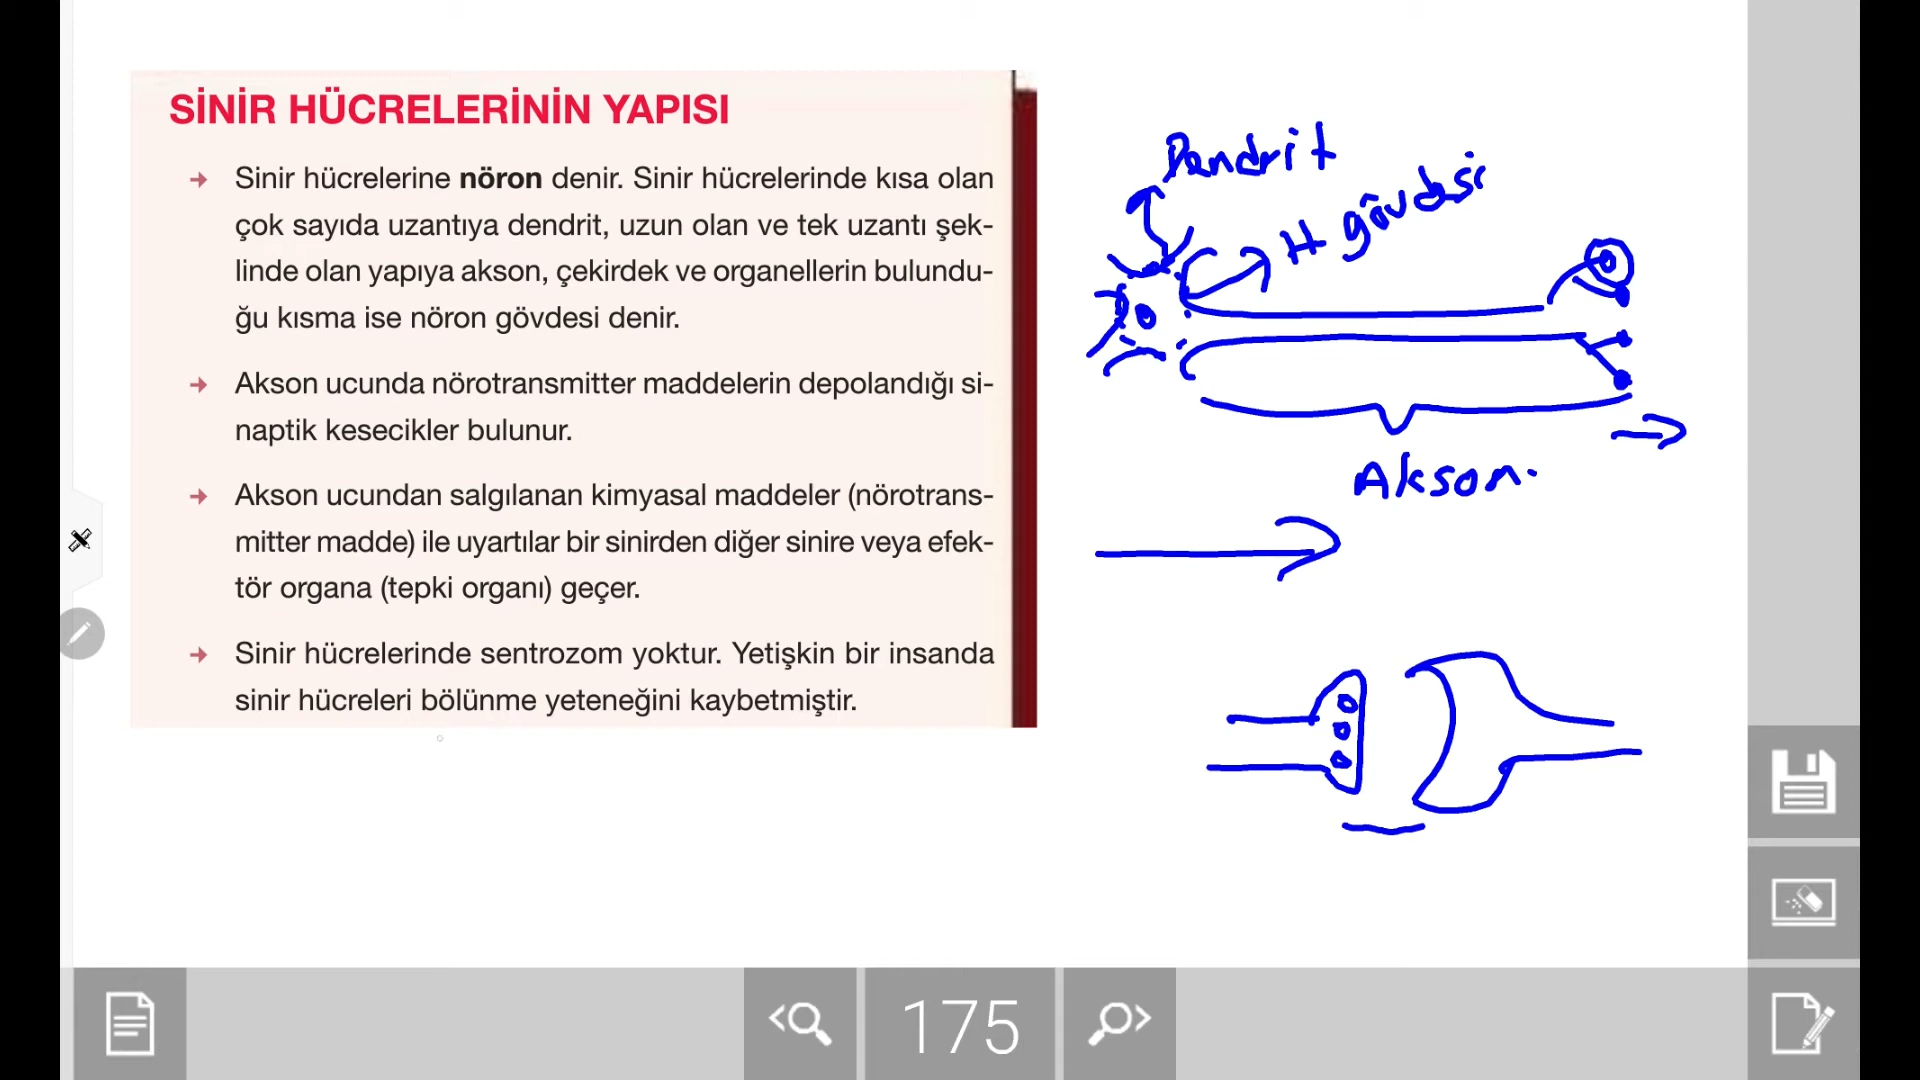 SİNİR HÜCRELERİNİN YAPISI
Sinir hücrelerine nöron denir. Sinir hücrelerinde kısa olan
çok sayıda uzantıya dendrit, uzun olan ve tek uzantı şek-
linde olan yapıya akson, çekirdek ve organellerin bulundu-
ğu kısma ise nöron gövdesi denir.
Akson ucunda nörotransmitter maddelerin depolandığı si-
naptik kesecikler bulunur.
Akson ucundan salgılanan kimyasal maddeler (nörotrans-
mitter madde) ile uyartılar bir sinirden diğer sinire veya efek-
tör organa (tepki organı) geçer.
Sinir hücrelerinde sentrozom yoktur. Yetişkin bir insanda
sinir hücreleri bölünme yeteneğini kaybetmiştir.
Dendrit
H gövdesi
Akson.
175